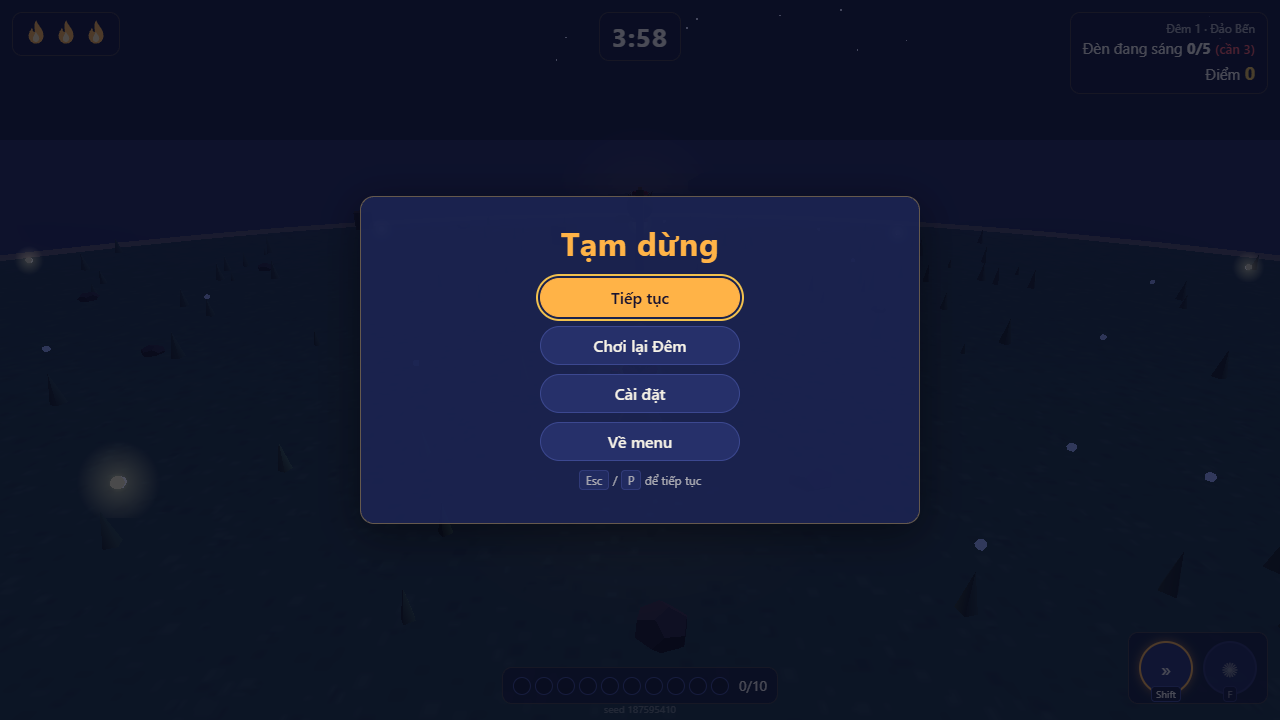 3:58
Đêm 1 · Đảo Bến
Đèn đang sáng 0/5 (cần 3)
Điểm 0
Tạm dừng
Tiếp tục
Chơi lại Đêm
Cài đặt
Về menu
Esc / P để tiếp tục
0/10
» 
Shift
F
seed 187595410